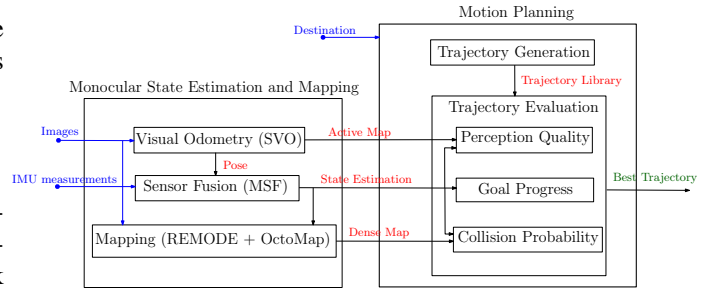 Motion Planning
Destination
Trajectory Generation
Trajectory Library
Monocular State Estimation and Mapping
Trajectory Evaluation
Images
Visual Odometry (SVO)
Active Map
Perception Quality
Pose
IMU measurements
Sensor Fusion (MSF)
State Estimation
Goal Progress
Best Trajectory
Mapping (REMODE + OctoMap)
Dense Map
Collision Probability